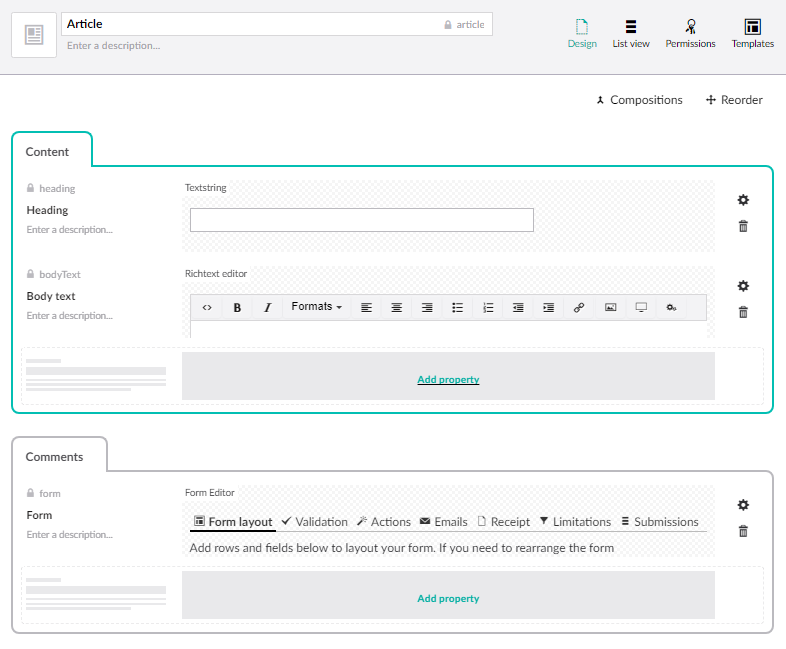 Article
article
Enter a description...
Design
List view
Permissions
Templates
Compositions
Reorder
Content
heading
Heading
Enter a description...
Textstring
bodyText
Body text
Enter a description...
Richtext editor
<> B I Formats
Add property
Comments
form
Form
Enter a description...
Form Editor
Form layout Validation Actions Emails Receipt Limitations Submissions
Add rows and fields below to layout your form. If you need to rearrange the form
Add property